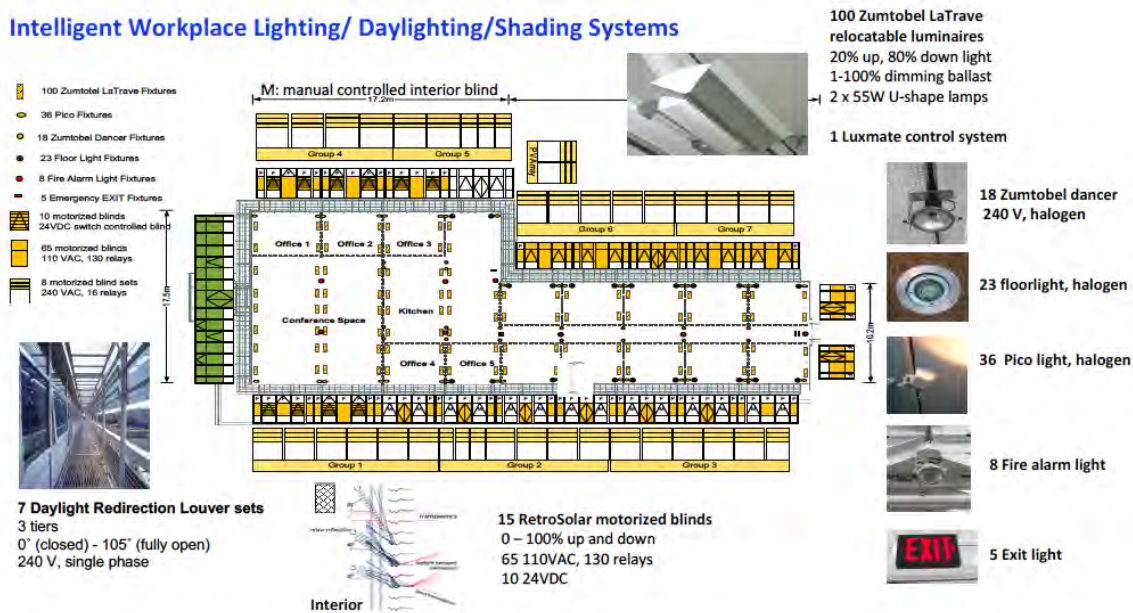 Intelligent Workplace Lighting/ Daylighting/Shading Systems
100 Zumtobel LaTrave
relocatable luminaires
20% up, 80% down light
1-100% dimming ballast
2 x 55W U-shape lamps
1 Luxmate control system
100 Zumtotel LaTrave Fixtures
36 Pico Fixtures
18 Zumtobel Dancer Fixtures
23 Floor Light Fixtures
8 Fire Alarm Light Fixtures
5 Emergency EXIT Fixtures
10 motorized blinds
24VDC switch controlled blind
65 motorized blinds
110 VAC, 130 relays
8 motorized blind sets
240 VAC, 16 relays
M: manual controlled interior blind
17.2m
Group 4
Group 5
PVArray
Group 6
Group 7
Office 1
Office 2
Office 3
17.5m
Conference Space
Kitchen
10.2m
Office 4
Office 5
Group 1
Group 2
Group 3
18 Zumtobel dancer
240 V, halogen
23 floorlight, halogen
36 Pico light, halogen
8 Fire alarm light
EXIT
5 Exit light
7 Daylight Redirection Louver sets
3 tiers
0˚ (closed) - 105˚ (fully open)
240 V, single phase
Interior
15 RetroSolar motorized blinds
0 – 100% up and down
65 110VAC, 130 relays
10 24VDC